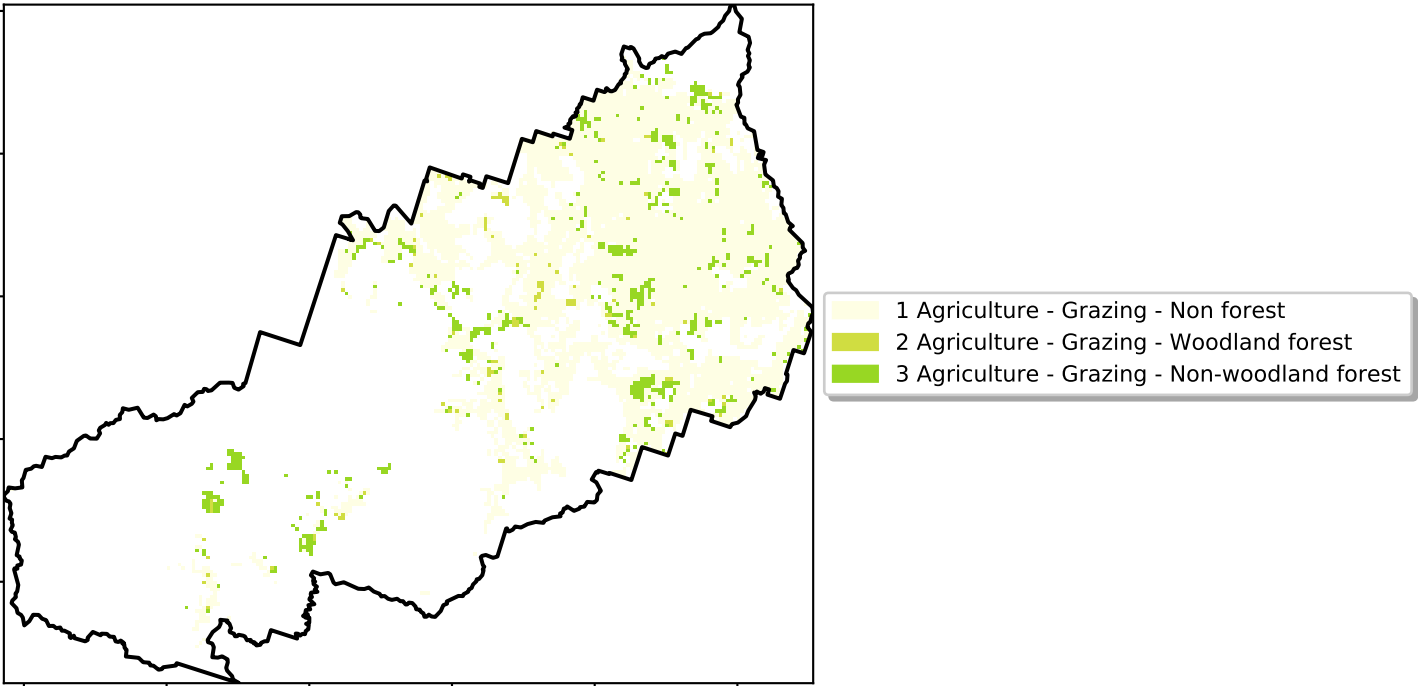 1 Agriculture - Grazing - Non forest
2 Agriculture - Grazing - Woodland forest
3 Agriculture - Grazing - Non-woodland forest